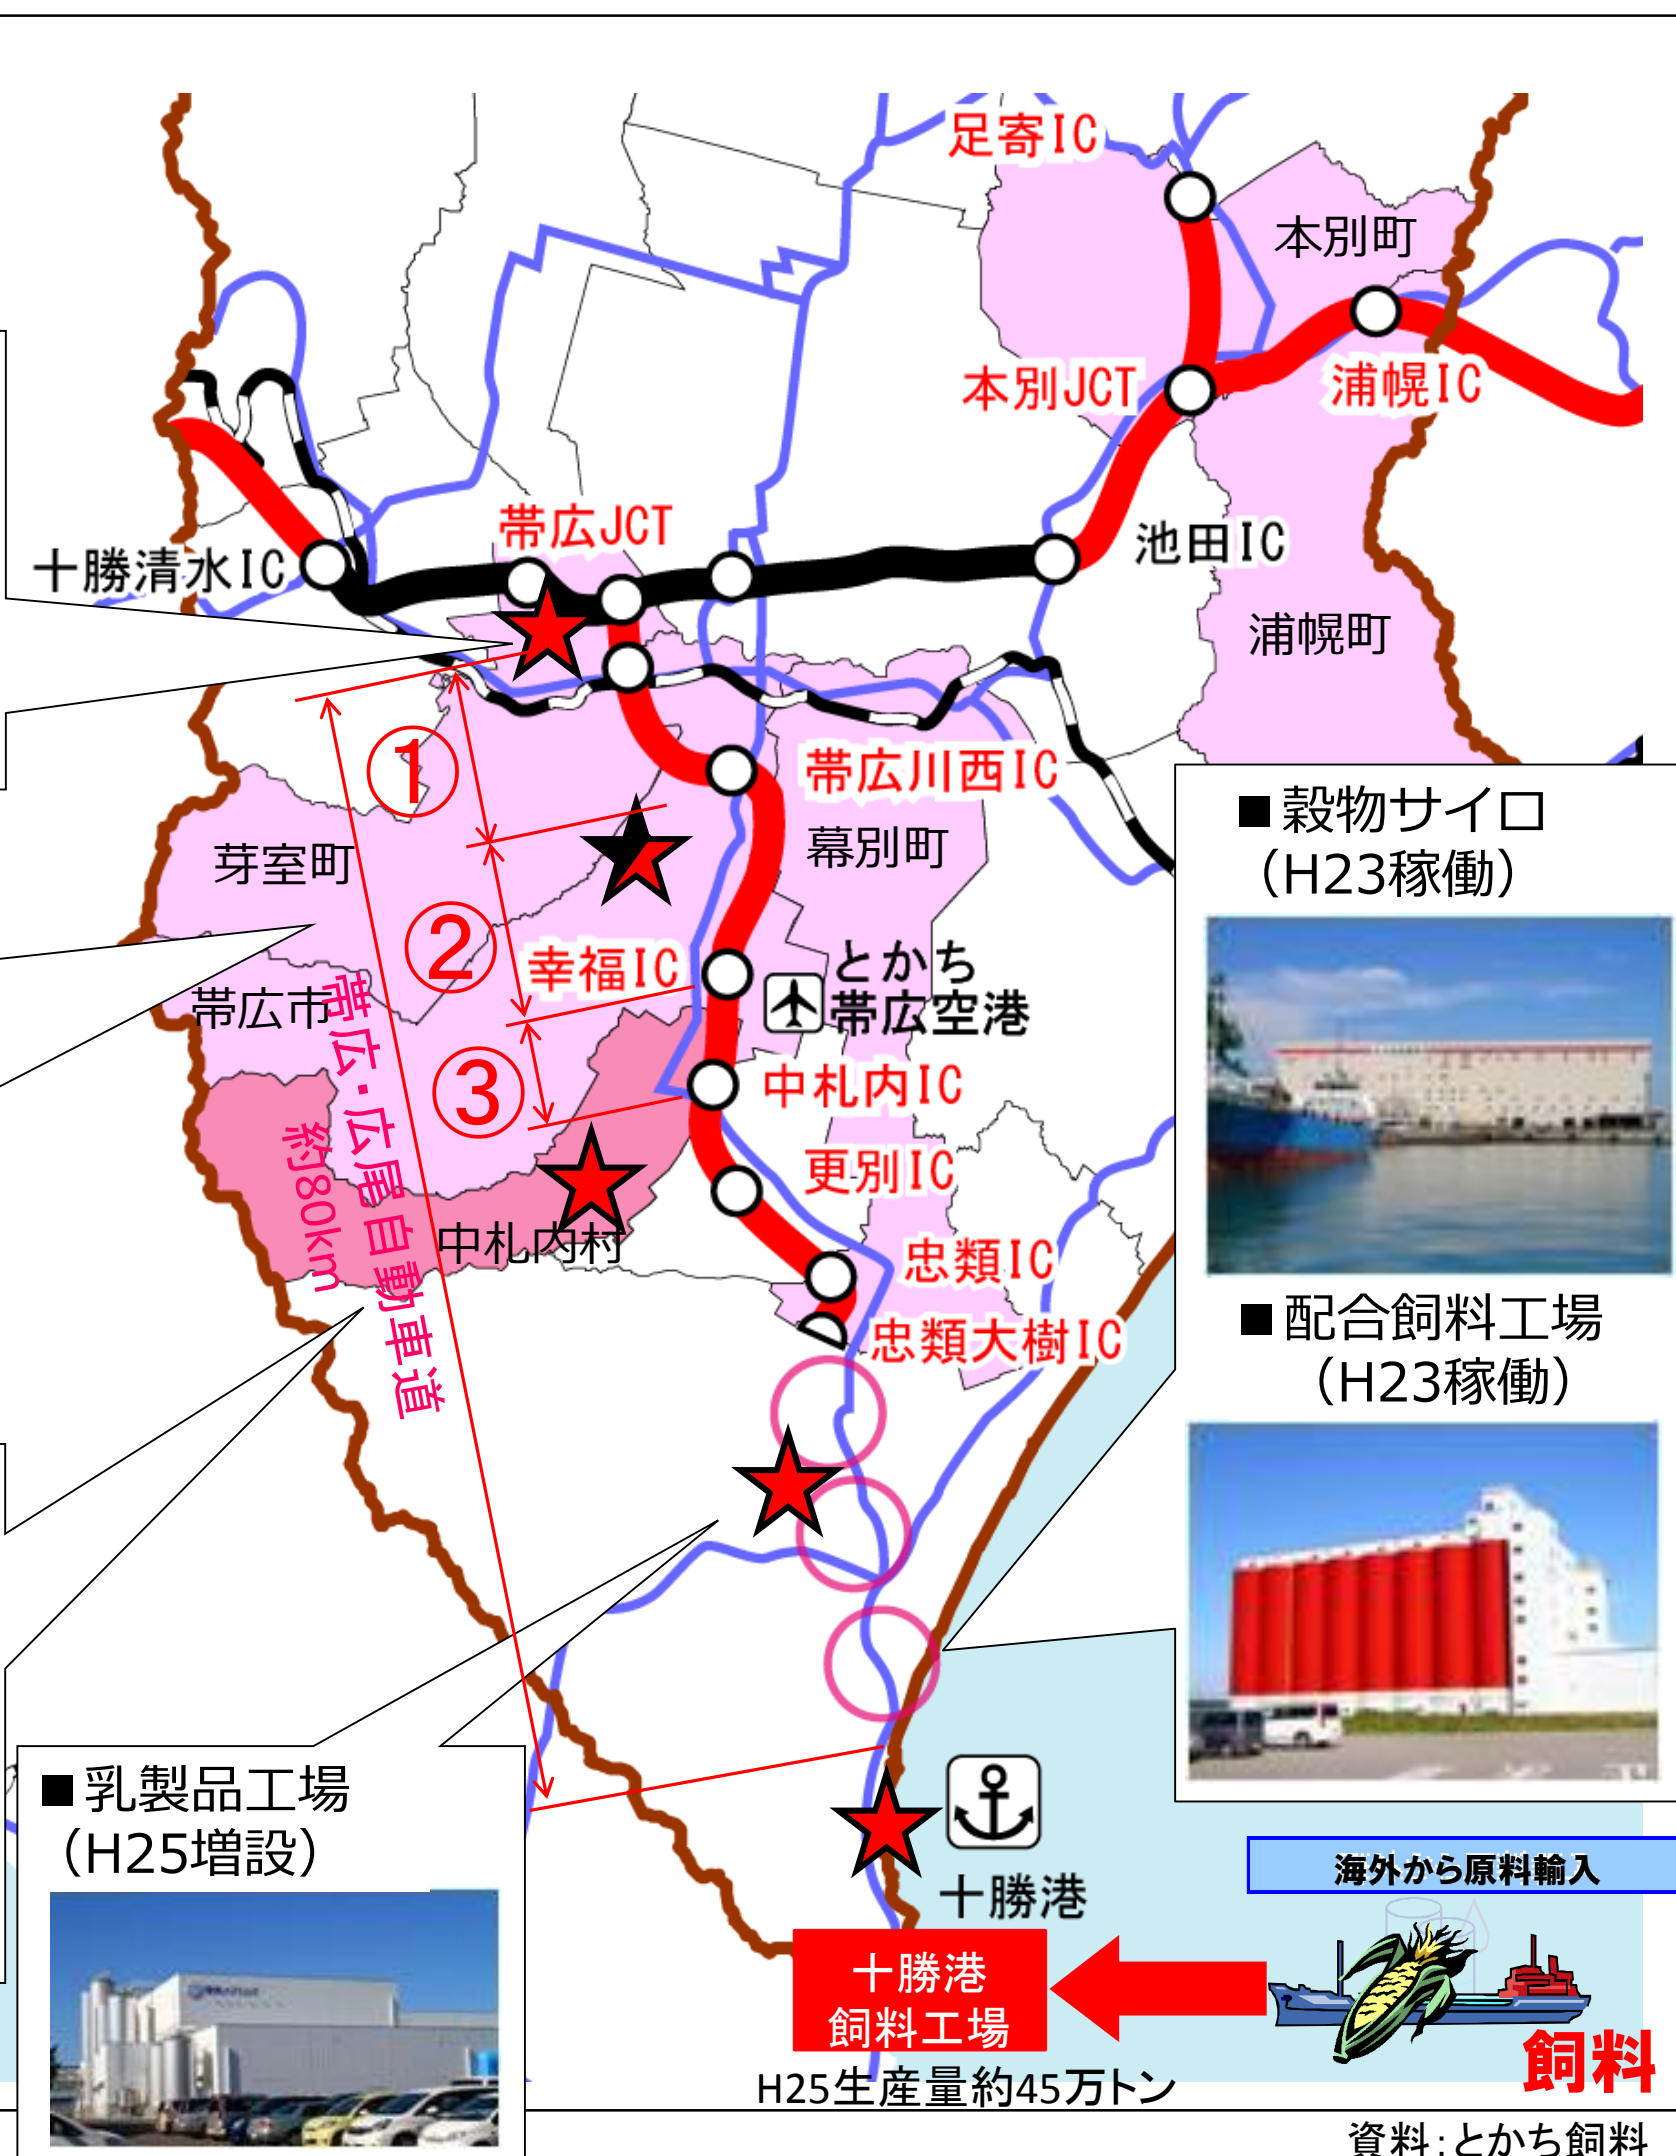 足寄IC
本別町
本別JCT
浦幌IC
帯広JCT
十勝清水IC
池田IC
浦幌町
①
帯広川西IC
■穀物サイロ
（H23稼働）
芽室町
幕別町
②
幸福IC
とかち
帯広空港
帯広市
帯広・広尾自動車道
約80km
③
中札内IC
更別IC
中札内村
忠類IC
忠類大樹IC
■配合飼料工場
（H23稼働）
■乳製品工場
（H25増設）
十勝港
海外から原料輸入
十勝港
飼料工場
飼料
H25生産量約45万トン
資料：とかち飼料